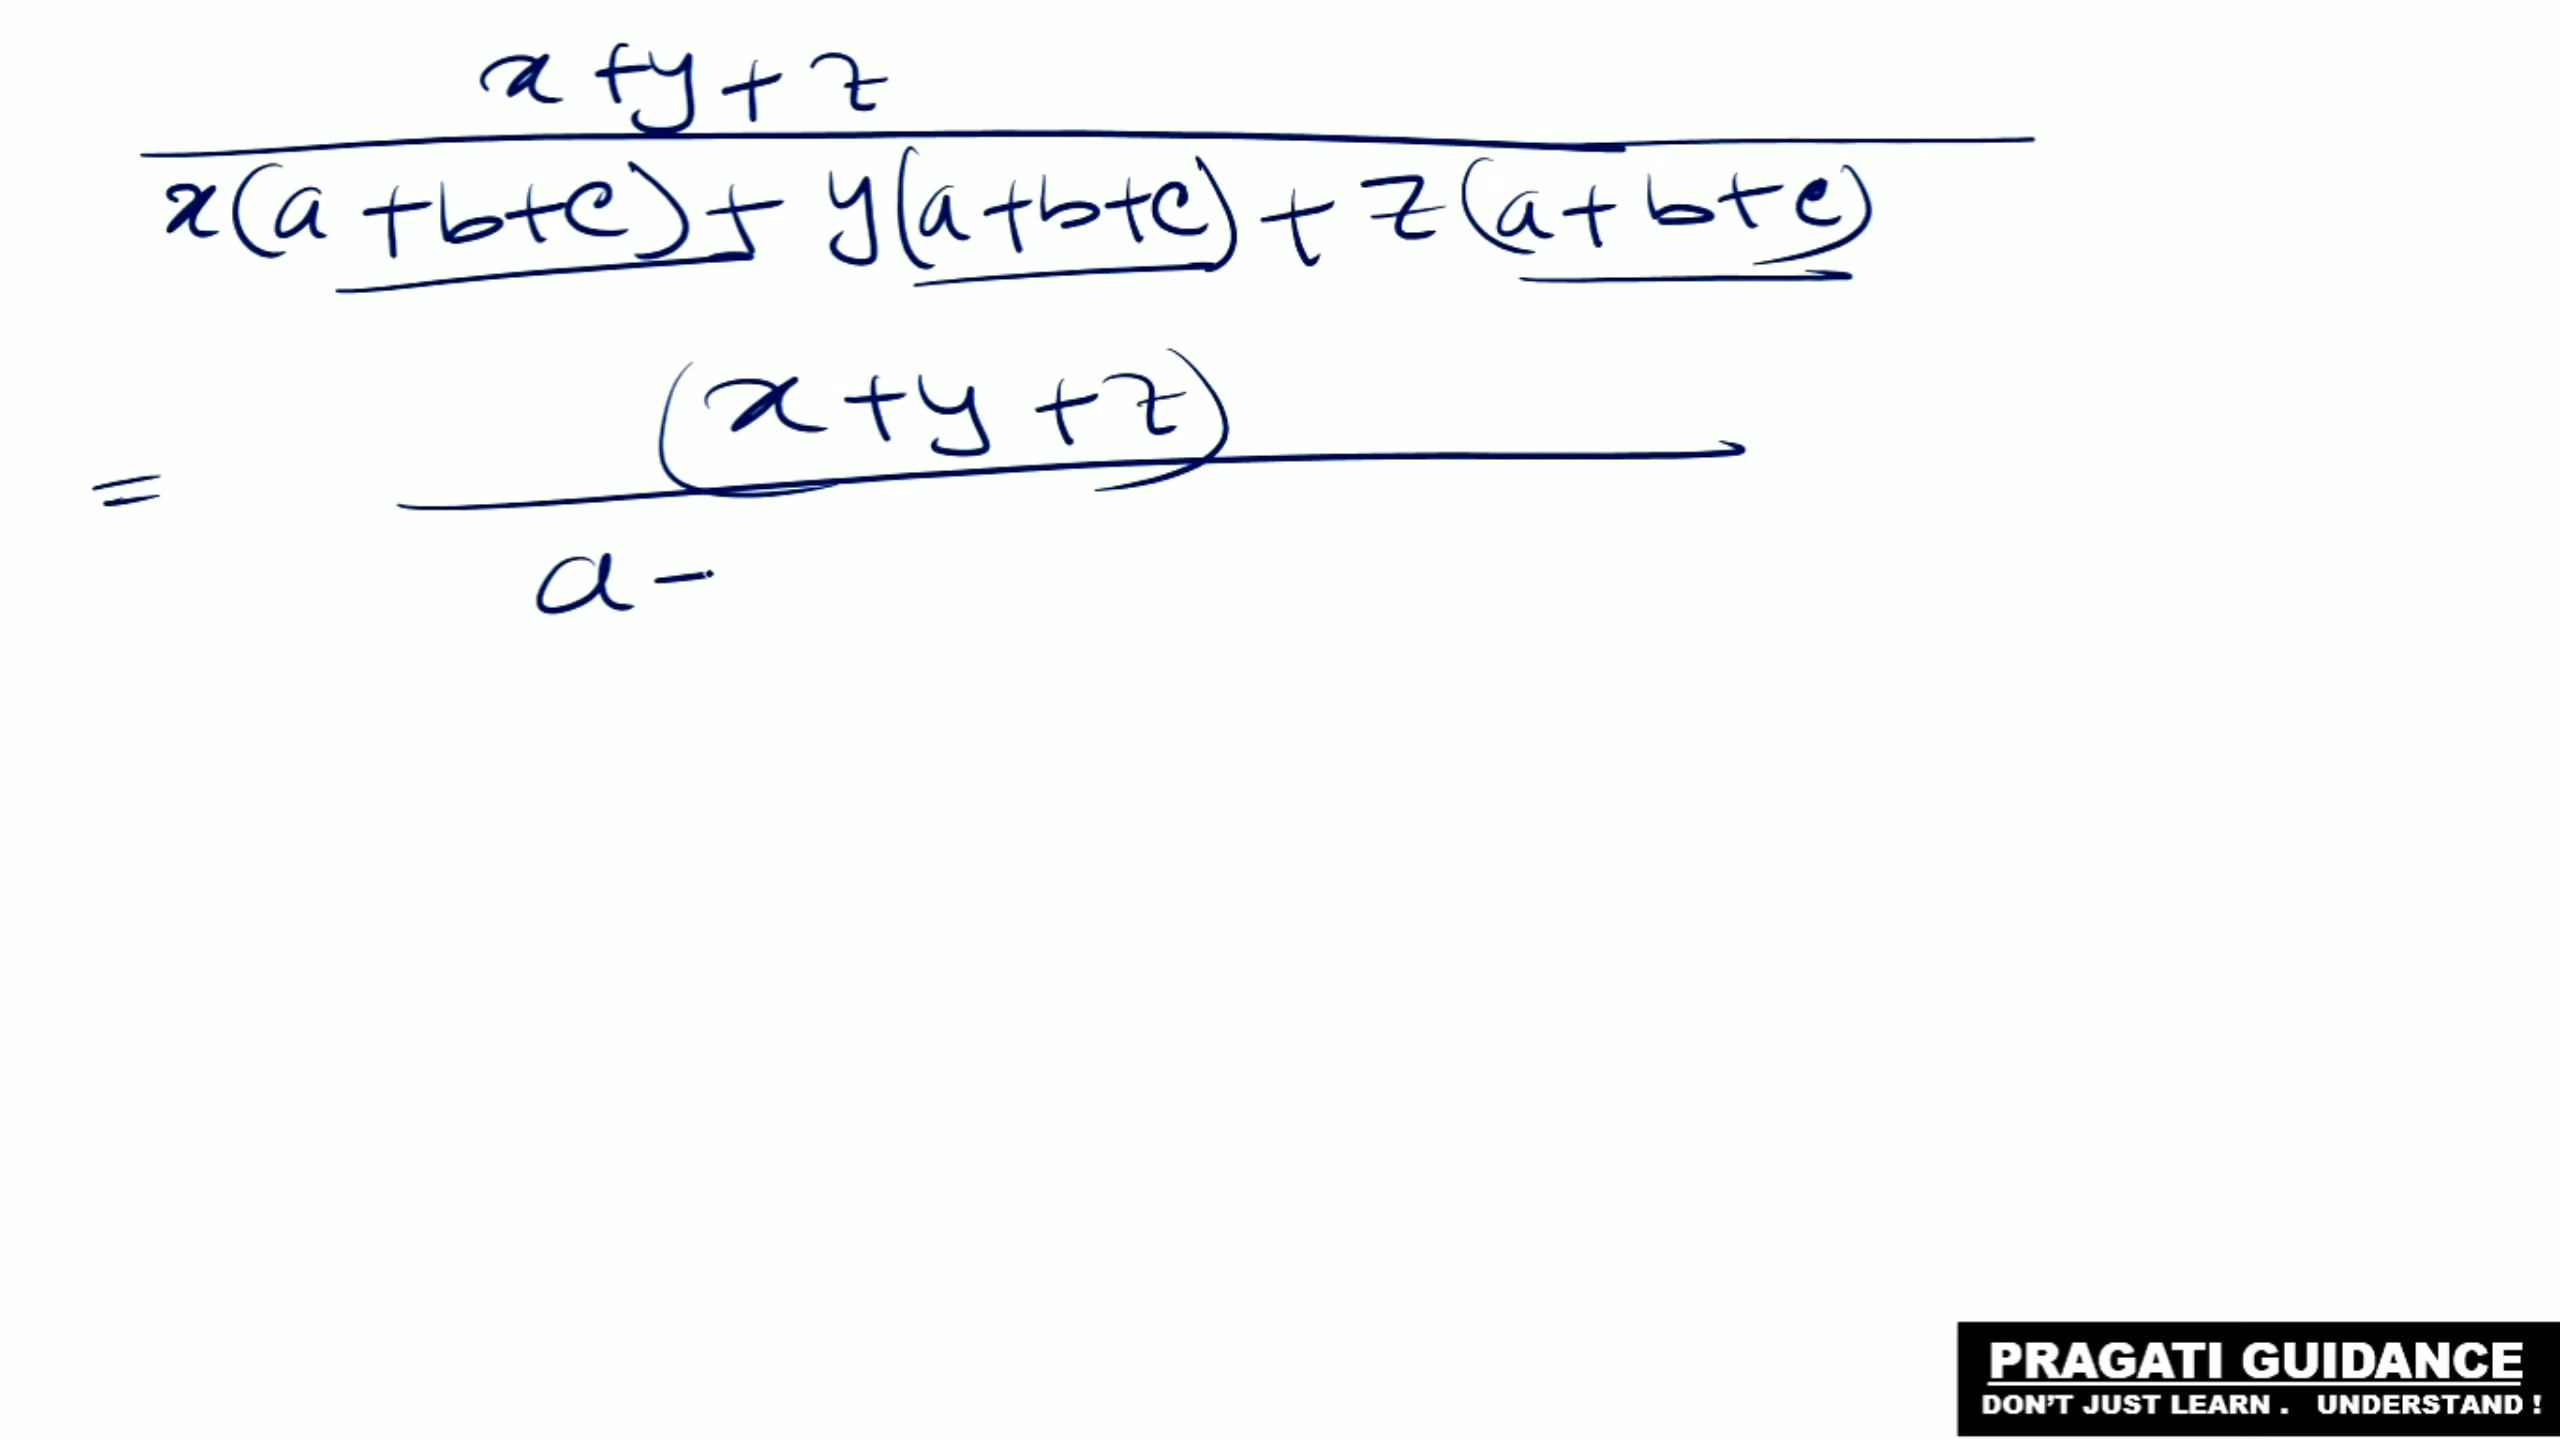 x + y + z
x(a + b + c) + y(a + b + c) + z(a + b + c)
(x + y + z)
=
a -
PRAGATI GUIDANCE
DON'T JUST LEARN . UNDERSTAND !